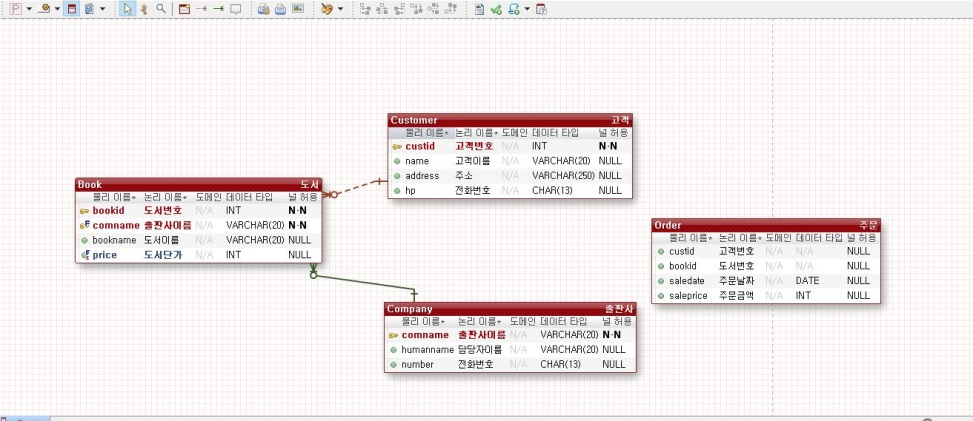 Customer 고객
물리 이름* 논리 이름* 도메인 데이터 타입 널 허용
custid 고객번호 N/A INT N-N
name 고객이름 N/A VARCHAR(20) NULL
address 주소 N/A VARCHAR(250) NULL
hp 전화번호 N/A CHAR(13) NULL
Book 도서
물리 이름* 논리 이름* 도메인 데이터 타입 널 허용
bookid 도서번호 N/A INT N-N
comname 출판사이름 N/A VARCHAR(20) N-N
bookname 도서이름 N/A VARCHAR(20) NULL
price 도서단가 N/A INT NULL
Order 주문
물리 이름* 논리 이름* 도메인 데이터 타입 널 허용
custid 고객번호 N/A N/A NULL
bookid 도서번호 N/A N/A NULL
saledate 주문날짜 N/A DATE NULL
saleprice 주문금액 N/A INT NULL
Company 출판사
물리 이름* 논리 이름* 도메인 데이터 타입 널 허용
comname 출판사이름 N/A VARCHAR(20) N-N
humanname 담당자이름 N/A VARCHAR(20) NULL
number 전화번호 N/A CHAR(13) NULL